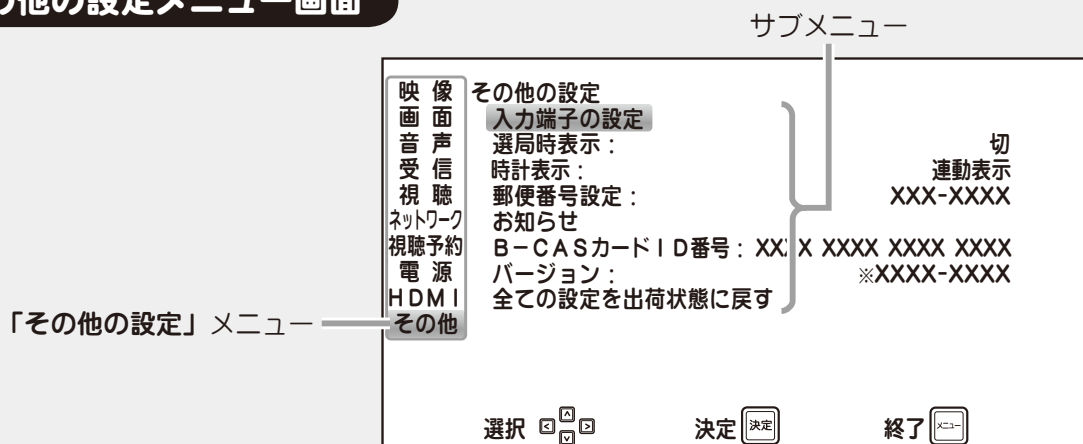 の他の設定メニュー画面
サブメニュー
映 像 その他の設定
画 面 入力端子の設定
音 声 選局時表示： 切
受 信 時計表示： 連動表示
視 聴 郵便番号設定： XXX-XXXX
ネットワーク お知らせ
視聴予約 B－CASカードID番号：XXXX XXXX XXXX XXXX
電 源 バージョン： ※XXXX-XXXX
HDMI 全ての設定を出荷状態に戻す
「その他の設定」メニュー その他
選択 決定 決定 終了 メニュー